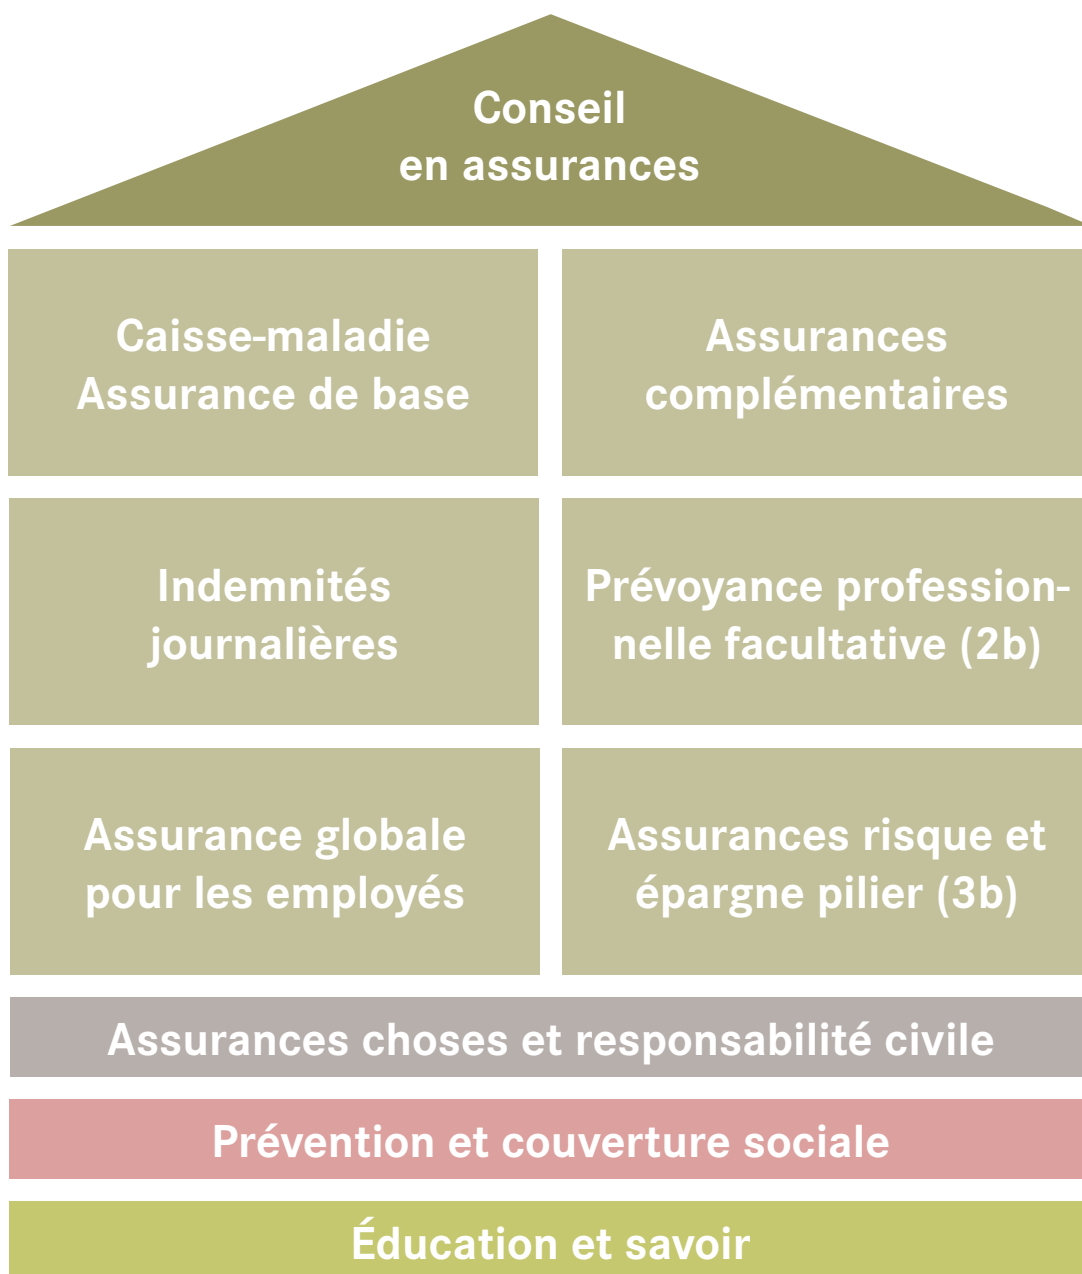 Conseil
en assurances
Caisse-maladie
Assurance de base
Assurances
complémentaires
Indemnités
journalières
Prévoyance profession-
nelle facultative (2b)
Assurance globale
pour les employés
Assurances risque et
épargne pilier (3b)
Assurances choses et responsabilité civile
Prévention et couverture sociale
Éducation et savoir